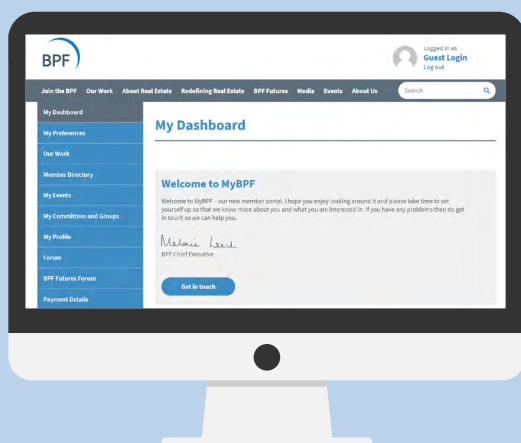 BPF
Logged in as
Guest Login
Log out
Join the BPF Our Work About Real Estate Redefining Real Estate BPF Futures Media Events About Us Search
My Dashboard
My Preferences
Our Work
Member Directory
My Events
My Committees and Groups
My Profile
Forum
BPF Futures Forum
Payment Details
My Dashboard
Welcome to MyBPF
Welcome to MyBPF – our new member portal. I hope you enjoy looking around it and please take time to set
yourself up so that we know more about you and what you are interested in. If you have any problems then do get
in touch so we can help you.
Melanie Leech
BPF Chief Executive
Get in touch